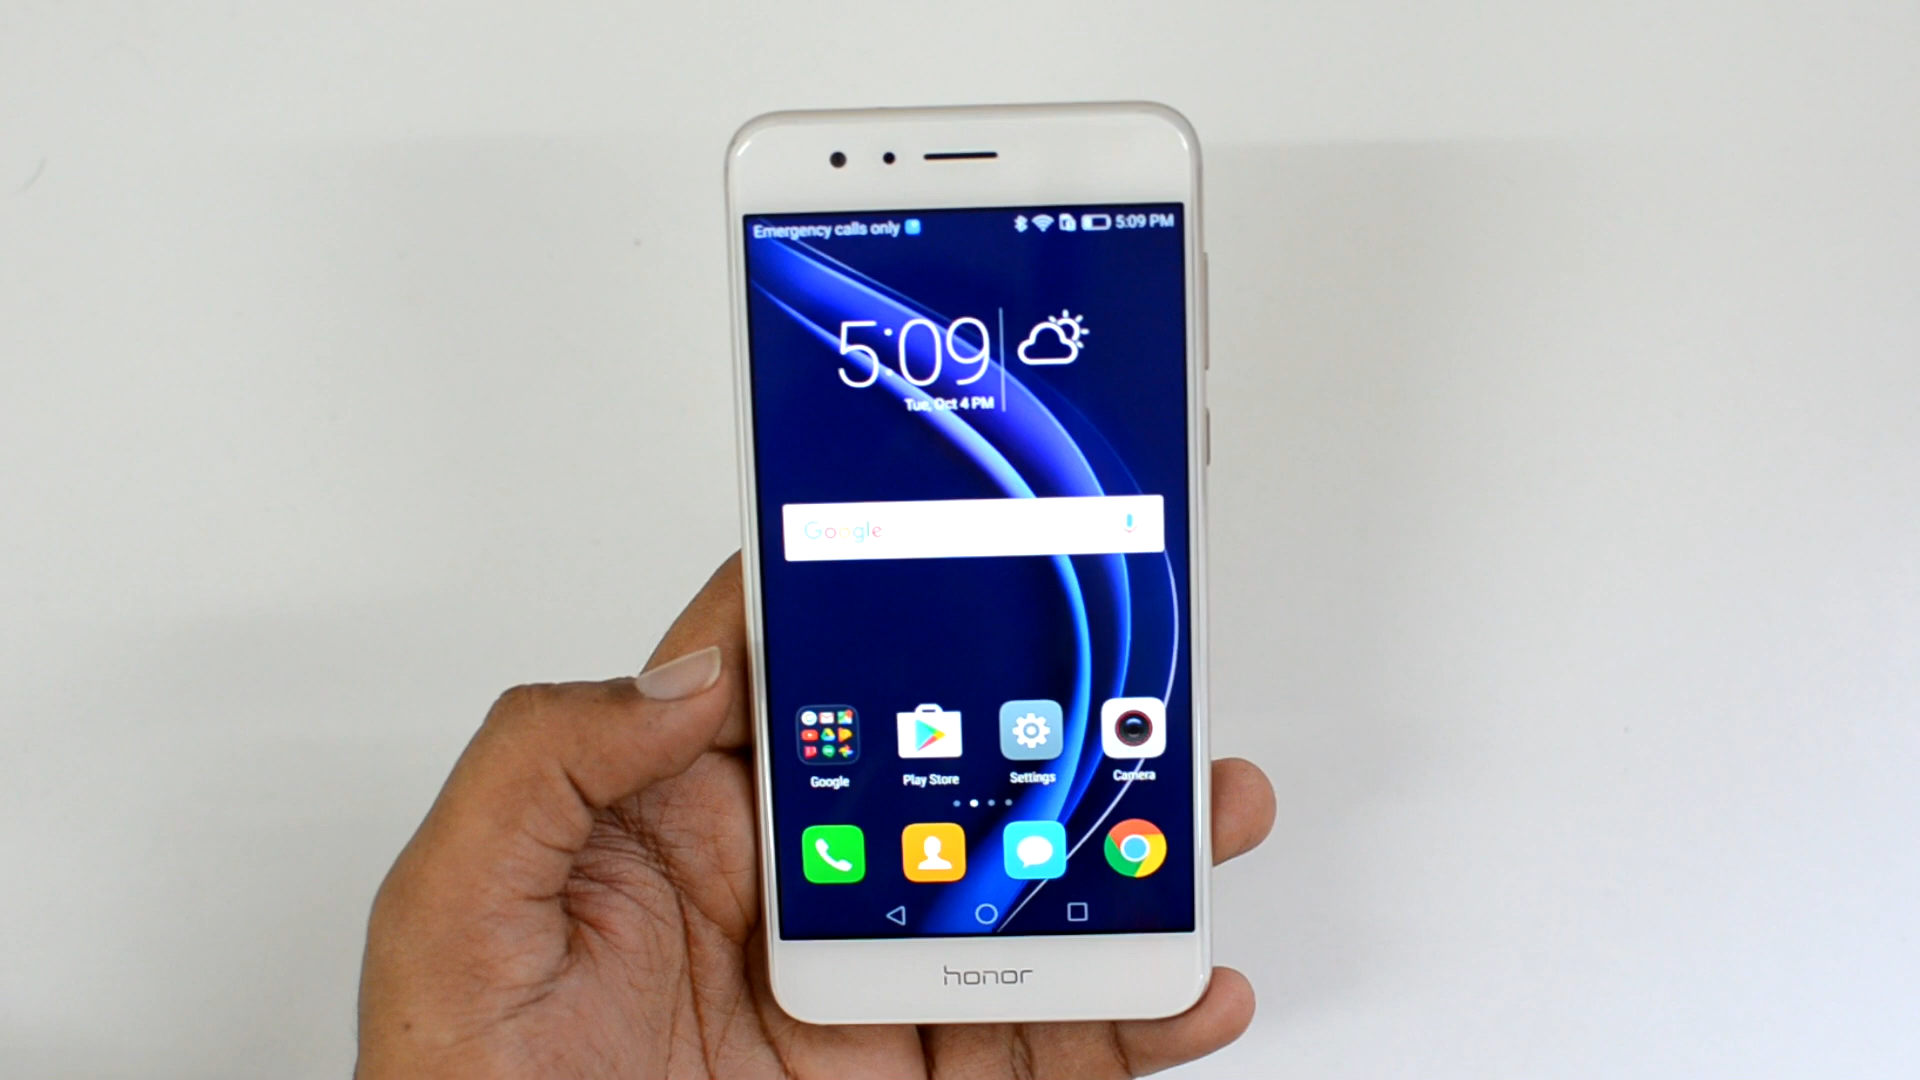 Emergency calls only 5:09 PM
5:09
Tue, Oct 4 PM
Google
Google Play Store Settings Camera
honor